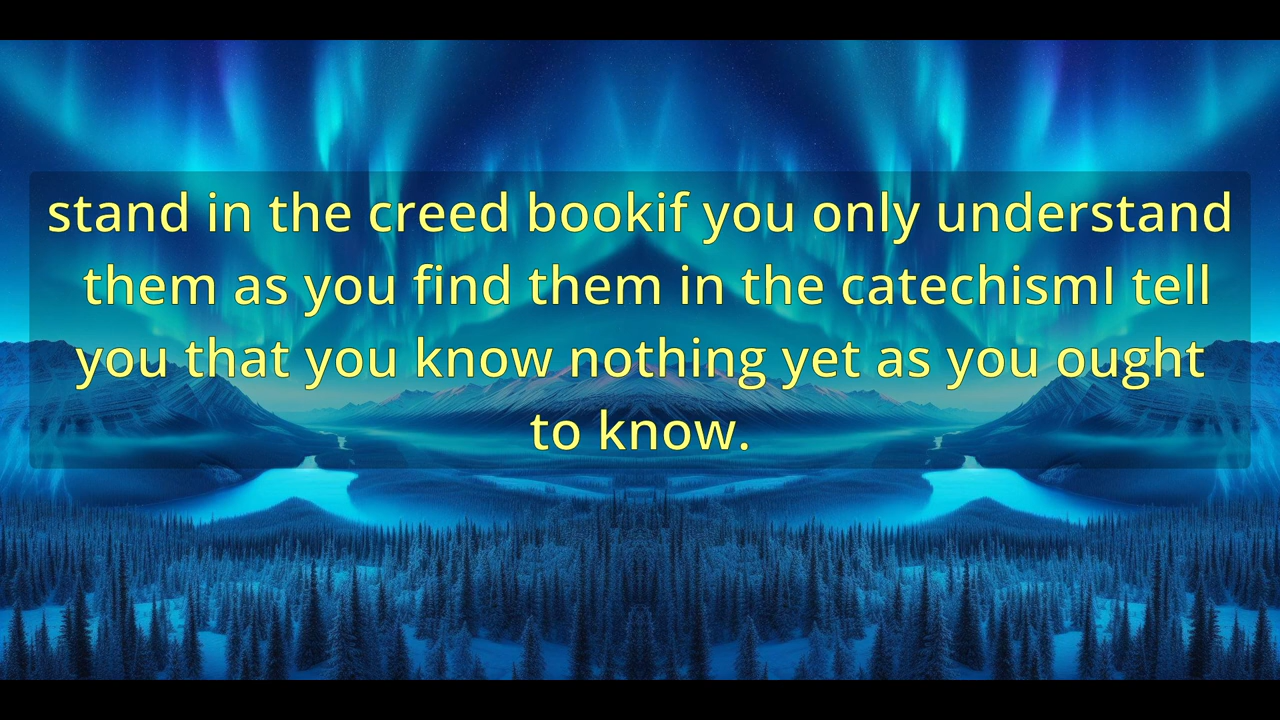 stand in the creed bookif you only understand
them as you find them in the catechismI tell
you that you know nothing yet as you ought
to know.